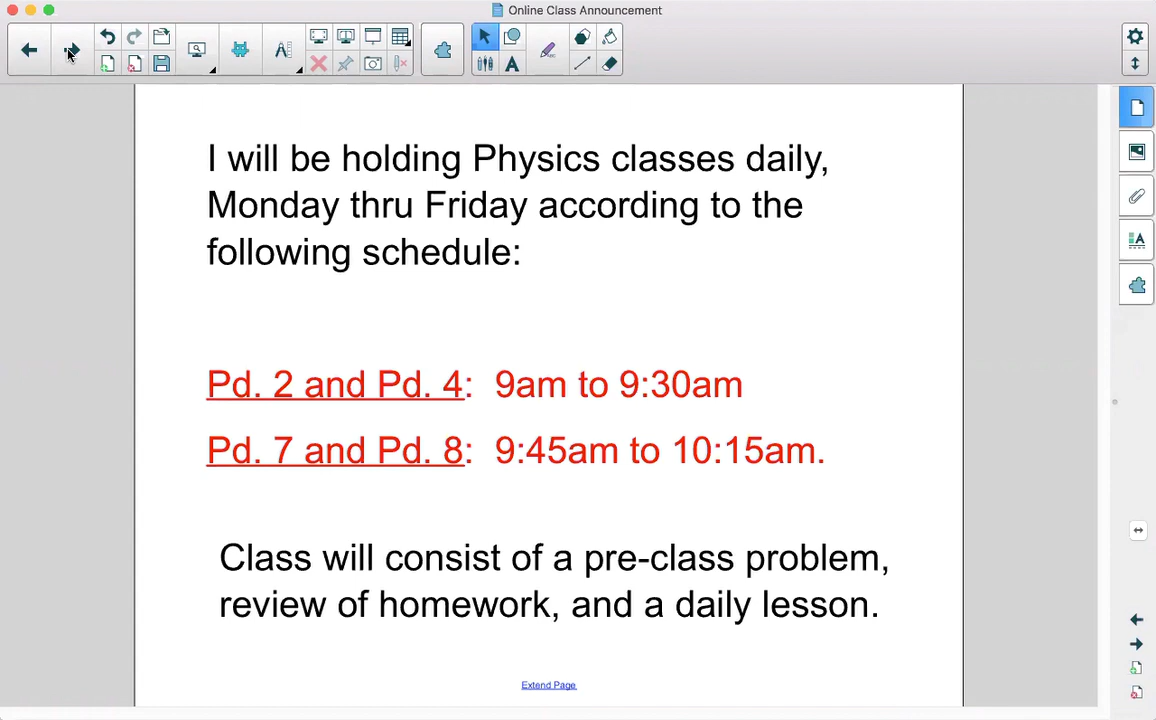 Online Class Announcement
I will be holding Physics classes daily,
Monday thru Friday according to the
following schedule:
Pd. 2 and Pd. 4:  9am to 9:30am
Pd. 7 and Pd. 8:  9:45am to 10:15am.
Class will consist of a pre-class problem,
review of homework, and a daily lesson.
Extend Page